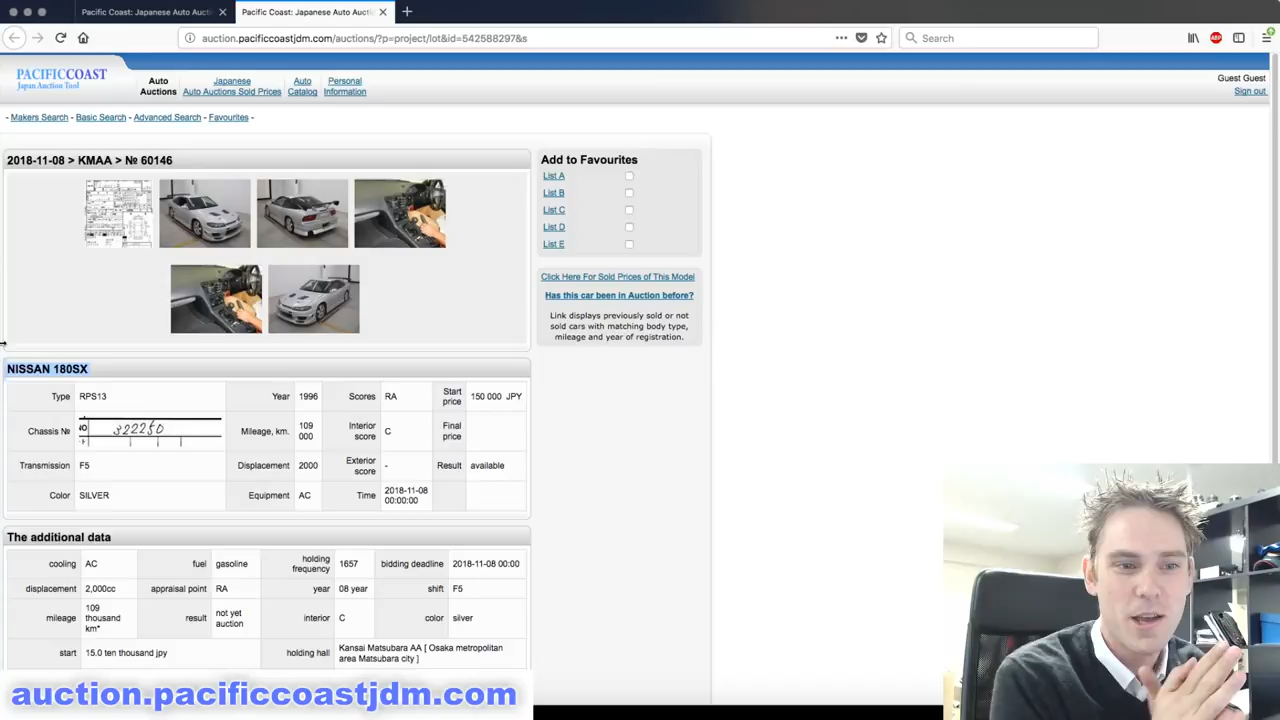 Pacific Coast: Japanese Auto Aucti
Pacific Coast: Japanese Auto Aucti
auction.pacificcoastjdm.com/auctions/?p=project/lot&id=542588297&s
Search
ABP
PACIFICCOAST
Japan Auction Tool
Auto Auctions
Japanese Auto Auctions Sold Prices
Auto Catalog
Personal Information
Guest Guest
Sign out
- Makers Search - Basic Search - Advanced Search - Favourites -
2018-11-08 > KMAA > № 60146
Add to Favourites
List A
List B
List C
List D
List E
Click Here For Sold Prices of This Model
Has this car been in Auction before?
Link displays previously sold or not
sold cars with matching body type,
mileage and year of registration.
NISSAN 180SX
Type RPS13 Year 1996 Scores RA Start price 150 000 JPY
Chassis № 322250 Mileage, km. 109 000 Interior score C Final price
Transmission F5 Displacement 2000 Exterior score - Result available
Color SILVER Equipment AC Time 2018-11-08 00:00:00
The additional data
cooling AC fuel gasoline holding frequency 1657 bidding deadline 2018-11-08 00:00
displacement 2,000cc appraisal point RA year 08 year shift F5
mileage 109 thousand km* result not yet auction interior C color silver
start 15.0 ten thousand jpy holding hall Kansai Matsubara AA [ Osaka metropolitan area Matsubara city ]
auction.pacificcoastjdm.com